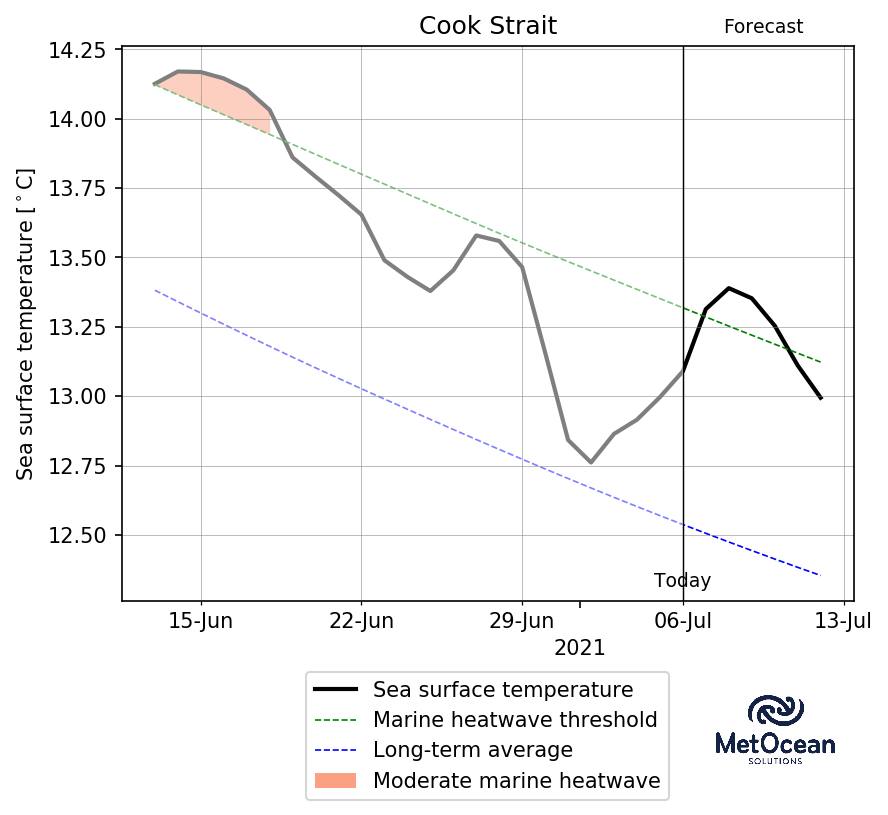 Cook Strait
Forecast
Sea surface temperature [°C]
14.25
14.00
13.75
13.50
13.25
13.00
12.75
12.50
Today
15-Jun
22-Jun
29-Jun
06-Jul
13-Jul
2021
Sea surface temperature
Marine heatwave threshold
Long-term average
Moderate marine heatwave
MetOcean
SOLUTIONS